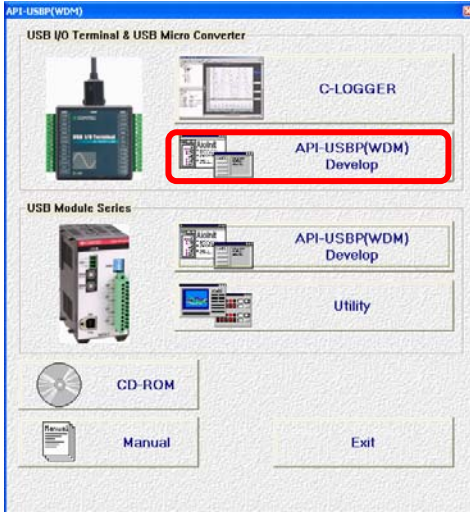 API-USBP(WDM)
USB I/O Terminal & USB Micro Converter
C-LOGGER
API-USBP(WDM)
Develop
USB Module Series
API-USBP(WDM)
Develop
Utility
CD-ROM
Manual
Manual
Exit